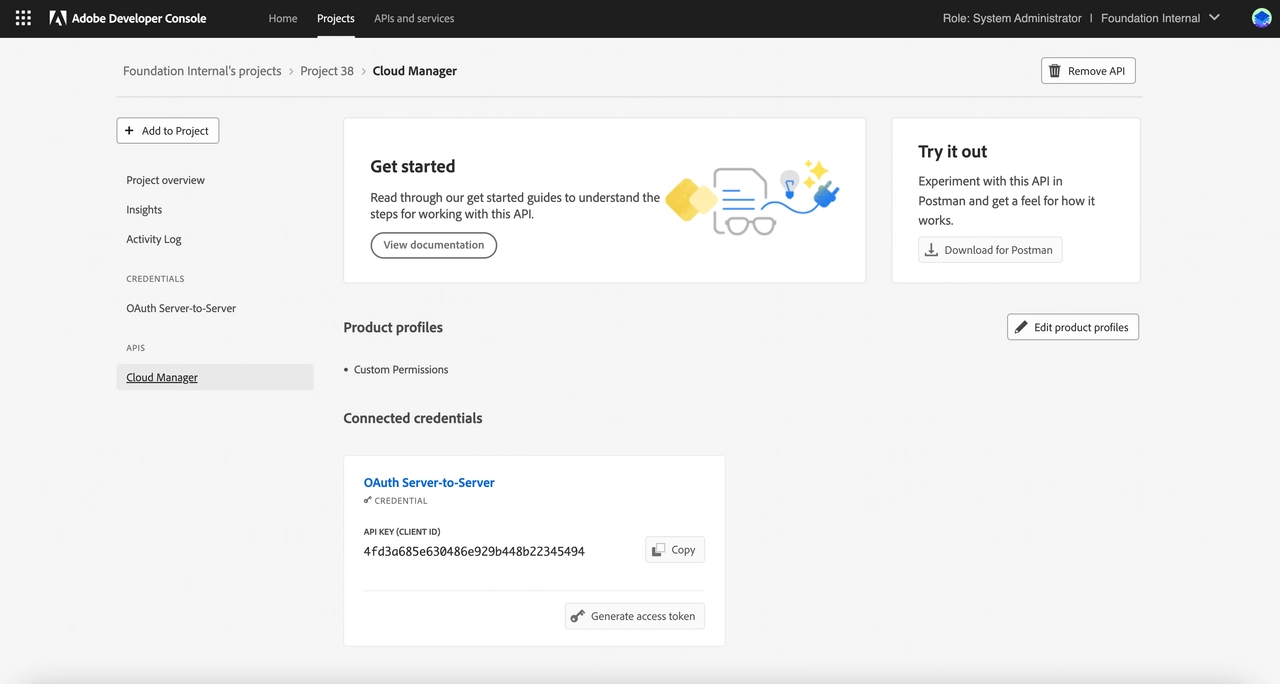 Adobe Developer Console
Home
Projects
APIs and services
Role: System Administrator | Foundation Internal
Foundation Internal's projects > Project 38 > Cloud Manager
Remove API
+ Add to Project
Project overview
Insights
Activity Log
CREDENTIALS
OAuth Server-to-Server
APIS
Cloud Manager
Get started
Read through our get started guides to understand the
steps for working with this API.
View documentation
Try it out
Experiment with this API in
Postman and get a feel for how it
works.
Download for Postman
Product profiles
Edit product profiles
• Custom Permissions
Connected credentials
OAuth Server-to-Server
CREDENTIAL
API KEY (CLIENT ID)
4fd3a685e630486e929b448b22345494
Copy
Generate access token